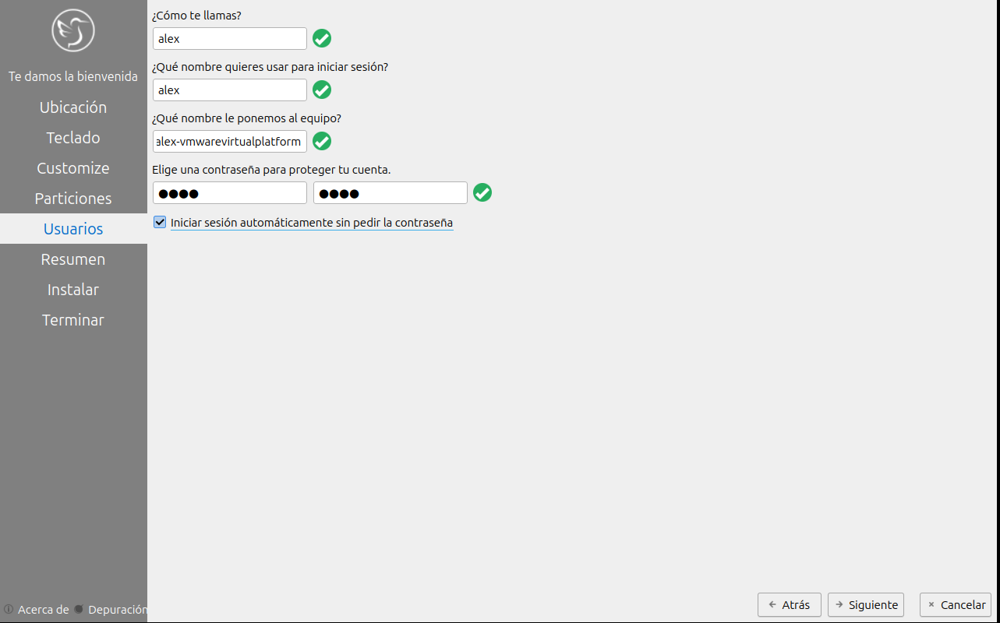 Te damos la bienvenida
Ubicación
Teclado
Customize
Particiones
Usuarios
Resumen
Instalar
Terminar
Acerca de
Depuración
¿Cómo te llamas?
alex
¿Qué nombre quieres usar para iniciar sesión?
alex
¿Qué nombre le ponemos al equipo?
alex-vmwarevirtualplatform
Elige una contraseña para proteger tu cuenta.
●●●● ●●●●
Iniciar sesión automáticamente sin pedir la contraseña
Atrás Siguiente Cancelar